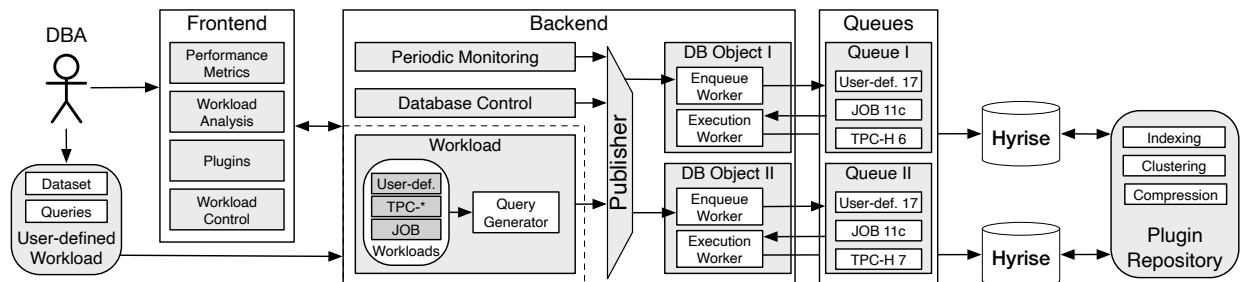 DBA
Dataset
Queries
User-defined
Workload
Frontend
Performance
Metrics
Workload
Analysis
Plugins
Workload
Control
Backend
Periodic Monitoring
Database Control
Workload
User-def.
TPC-*
JOB
Workloads
Query
Generator
Publisher
DB Object I
Enqueue
Worker
Execution
Worker
DB Object II
Enqueue
Worker
Execution
Worker
Queues
Queue I
User-def. 17
JOB 11c
TPC-H 6
Queue II
User-def. 17
JOB 11c
TPC-H 7
Hyrise
Hyrise
Indexing
Clustering
Compression
Plugin
Repository